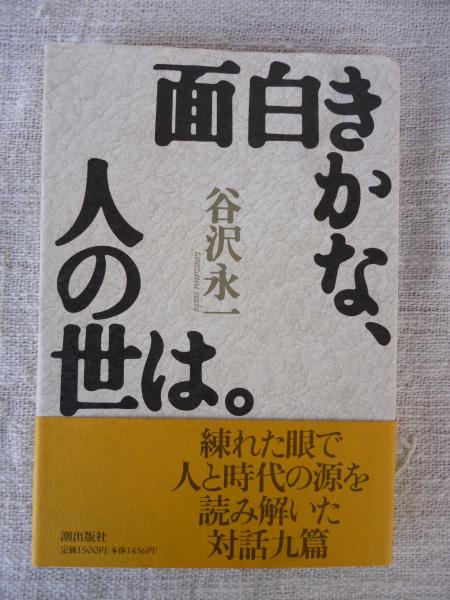 面白きかな、
人の世は。
谷沢永一
tanizawa eiichi
練れた眼で
人と時代の源を
読み解いた
対話九篇
潮出版社
定価1500円(本体1456円)